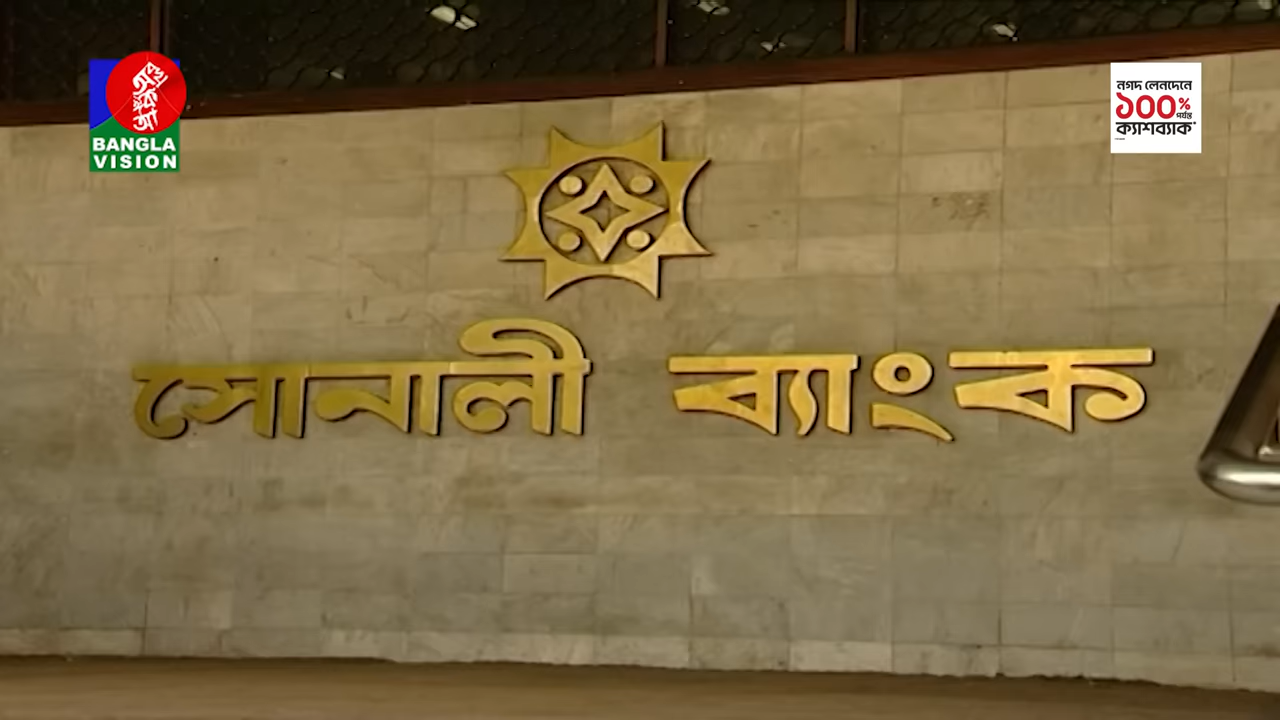 BANGLA
VISION
নগদ লেনদেনে
১০০%
পর্যন্ত
ক্যাশব্যাক*
সোনালী ব্যাংক